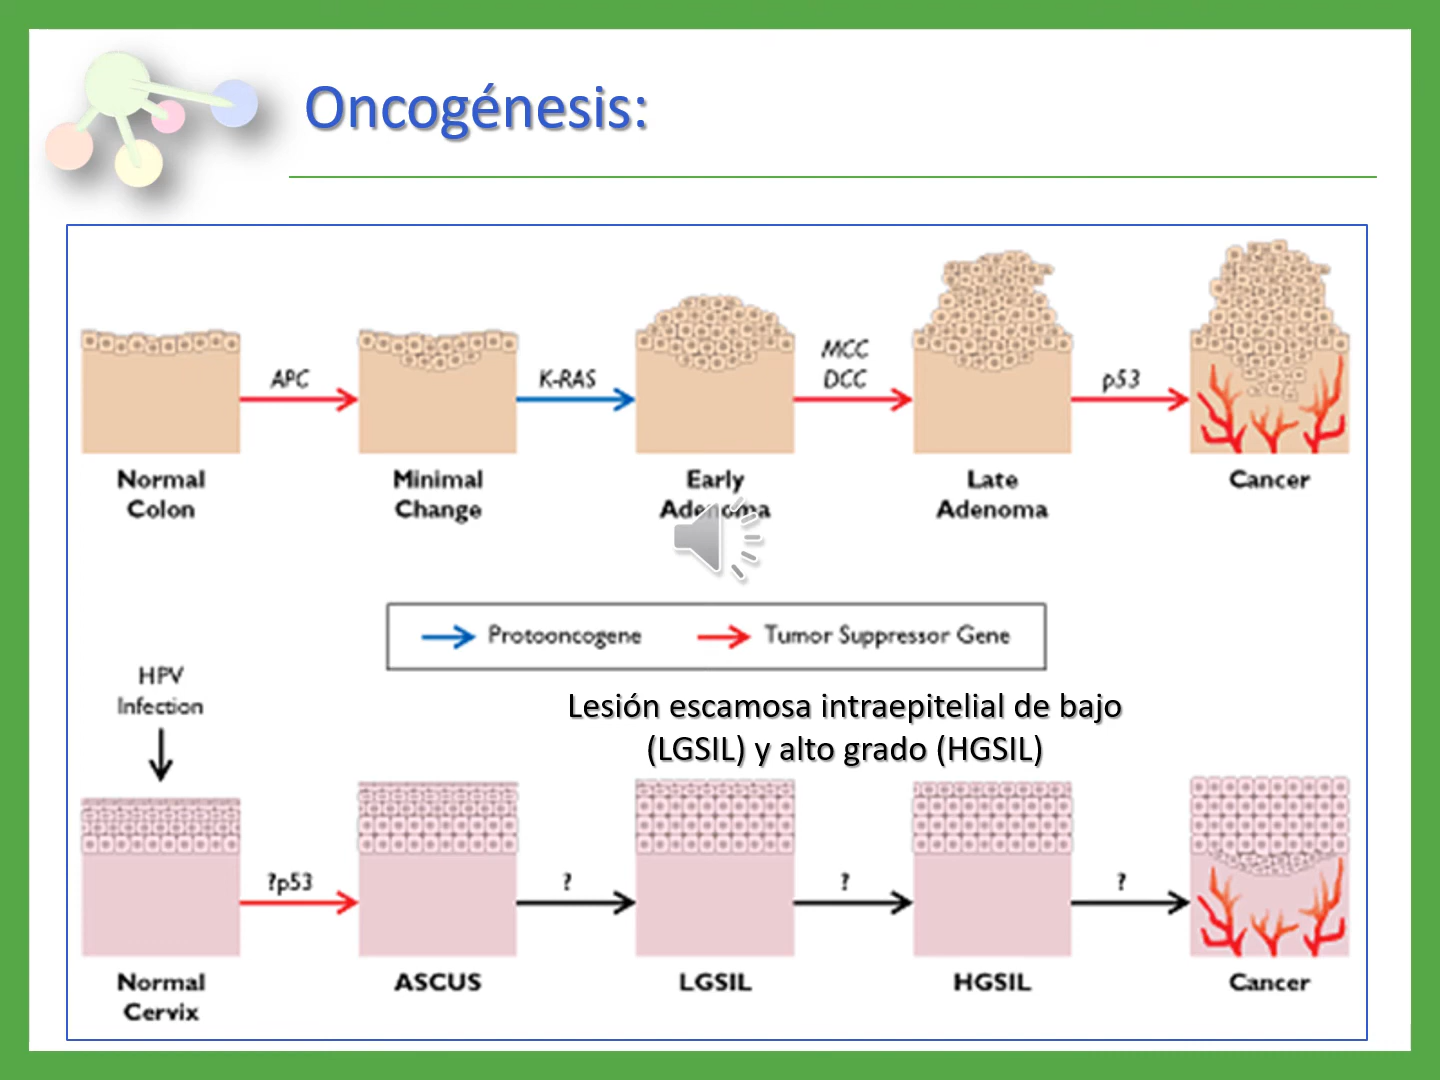 Oncogénesis:
APC
K-RAS
MCC
DCC
p53
Normal
Colon
Minimal
Change
Early
Adenoma
Late
Adenoma
Cancer
Protooncogene
Tumor Suppressor Gene
HPV
Infection
Lesión escamosa intraepitelial de bajo
(LGSIL) y alto grado (HGSIL)
?p53
?
?
?
Normal
Cervix
ASCUS
LGSIL
HGSIL
Cancer